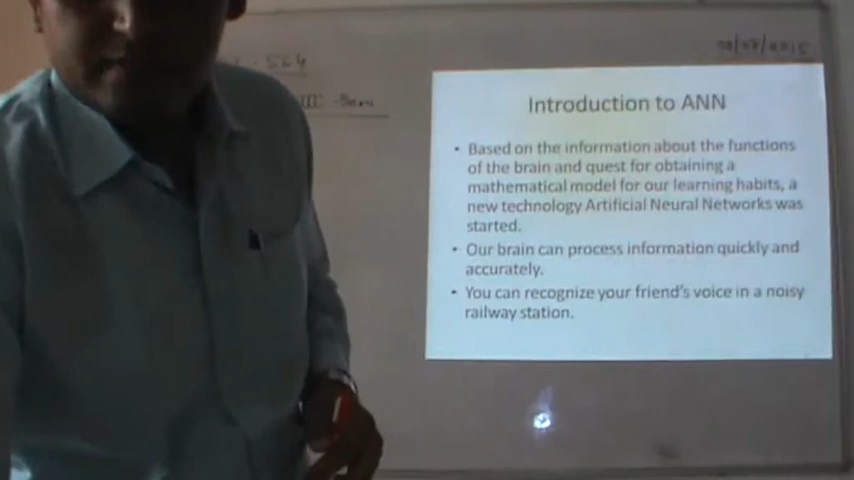 - 564
Introduction to ANN
• Based on the information about the functions
of the brain and quest for obtaining a
mathematical model for our learning habits, a
new technology Artificial Neural Networks was
started.
• Our brain can process information quickly and
accurately.
• You can recognize your friend's voice in a noisy
railway station.